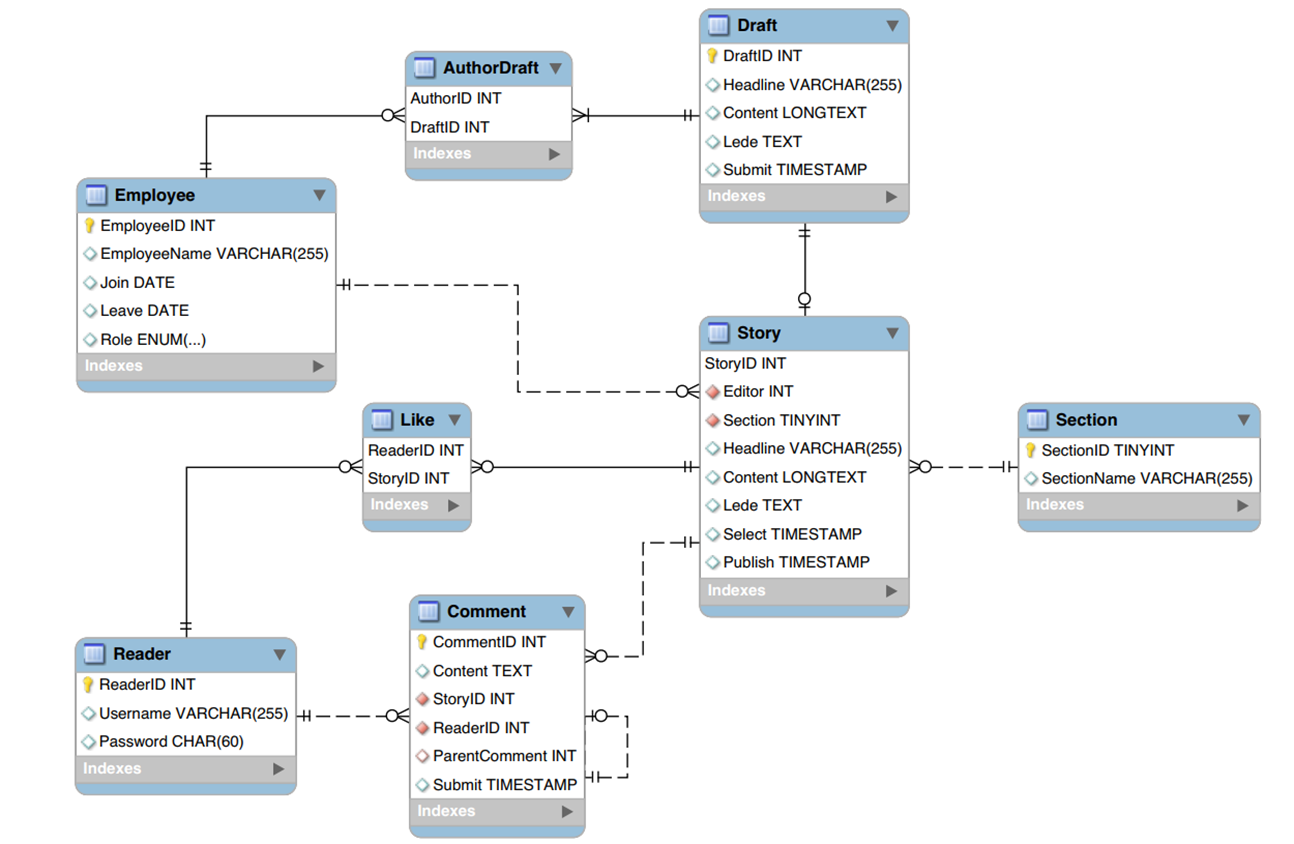 Draft
DraftID INT
Headline VARCHAR(255)
Content LONGTEXT
Lede TEXT
Submit TIMESTAMP
Indexes
AuthorDraft
AuthorID INT
DraftID INT
Indexes
Employee
EmployeeID INT
EmployeeName VARCHAR(255)
Join DATE
Leave DATE
Role ENUM(...)
Indexes
Story
StoryID INT
Editor INT
Section TINYINT
Headline VARCHAR(255)
Content LONGTEXT
Lede TEXT
Select TIMESTAMP
Publish TIMESTAMP
Indexes
Like
ReaderID INT
StoryID INT
Indexes
Section
SectionID TINYINT
SectionName VARCHAR(255)
Indexes
Comment
CommentID INT
Content TEXT
StoryID INT
ReaderID INT
ParentComment INT
Submit TIMESTAMP
Indexes
Reader
ReaderID INT
Username VARCHAR(255)
Password CHAR(60)
Indexes